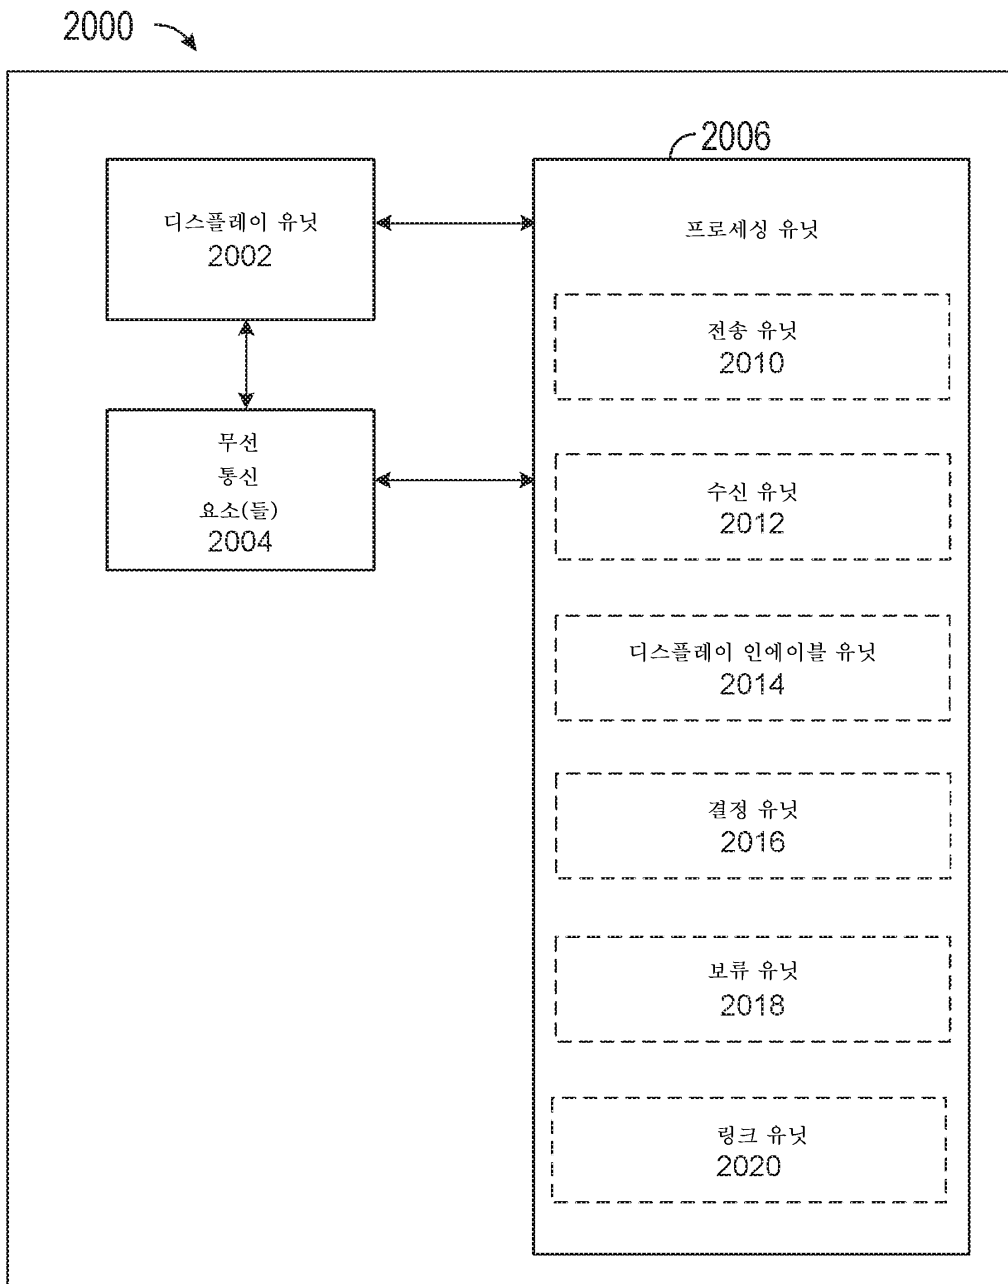 2000
2006
디스플레이 유닛
2002
무선
통신
요소(들)
2004
프로세싱 유닛
전송 유닛
2010
수신 유닛
2012
디스플레이 인에이블 유닛
2014
결정 유닛
2016
보류 유닛
2018
링크 유닛
2020